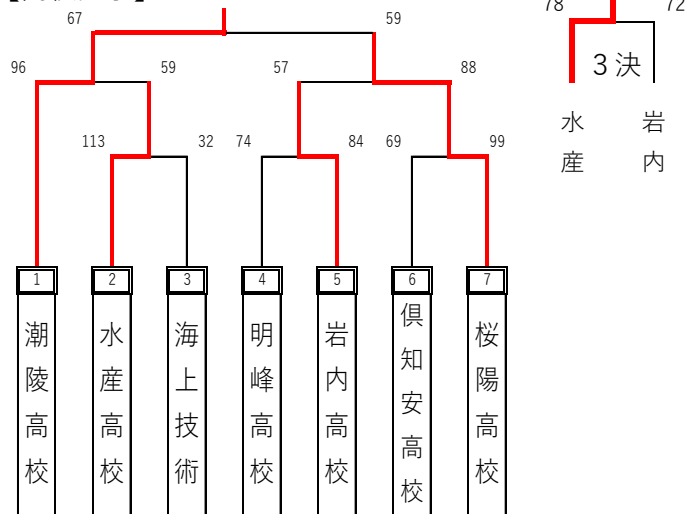 78 72
67 59
96 59 57 88
3決
113 32 74 84 69 99
水産
岩内
1 2 3 4 5 6 7
潮陵高校
水産高校
海上技術
明峰高校
岩内高校
倶知安高校
桜陽高校